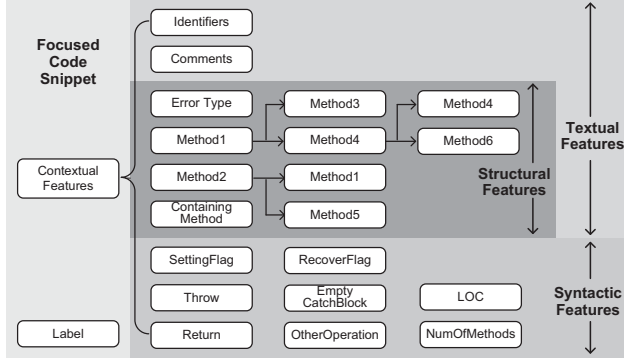 Focused
Code
Snippet
Identifiers
Comments
Error Type
Method3
Method4
Method1
Method4
Method6
Textual
Features
Contextual
Features
Method2
Method1
Structural
Features
Containing
Method
Method5
SettingFlag
RecoverFlag
Throw
Empty
CatchBlock
LOC
Syntactic
Features
Label
Return
OtherOperation
NumOfMethods